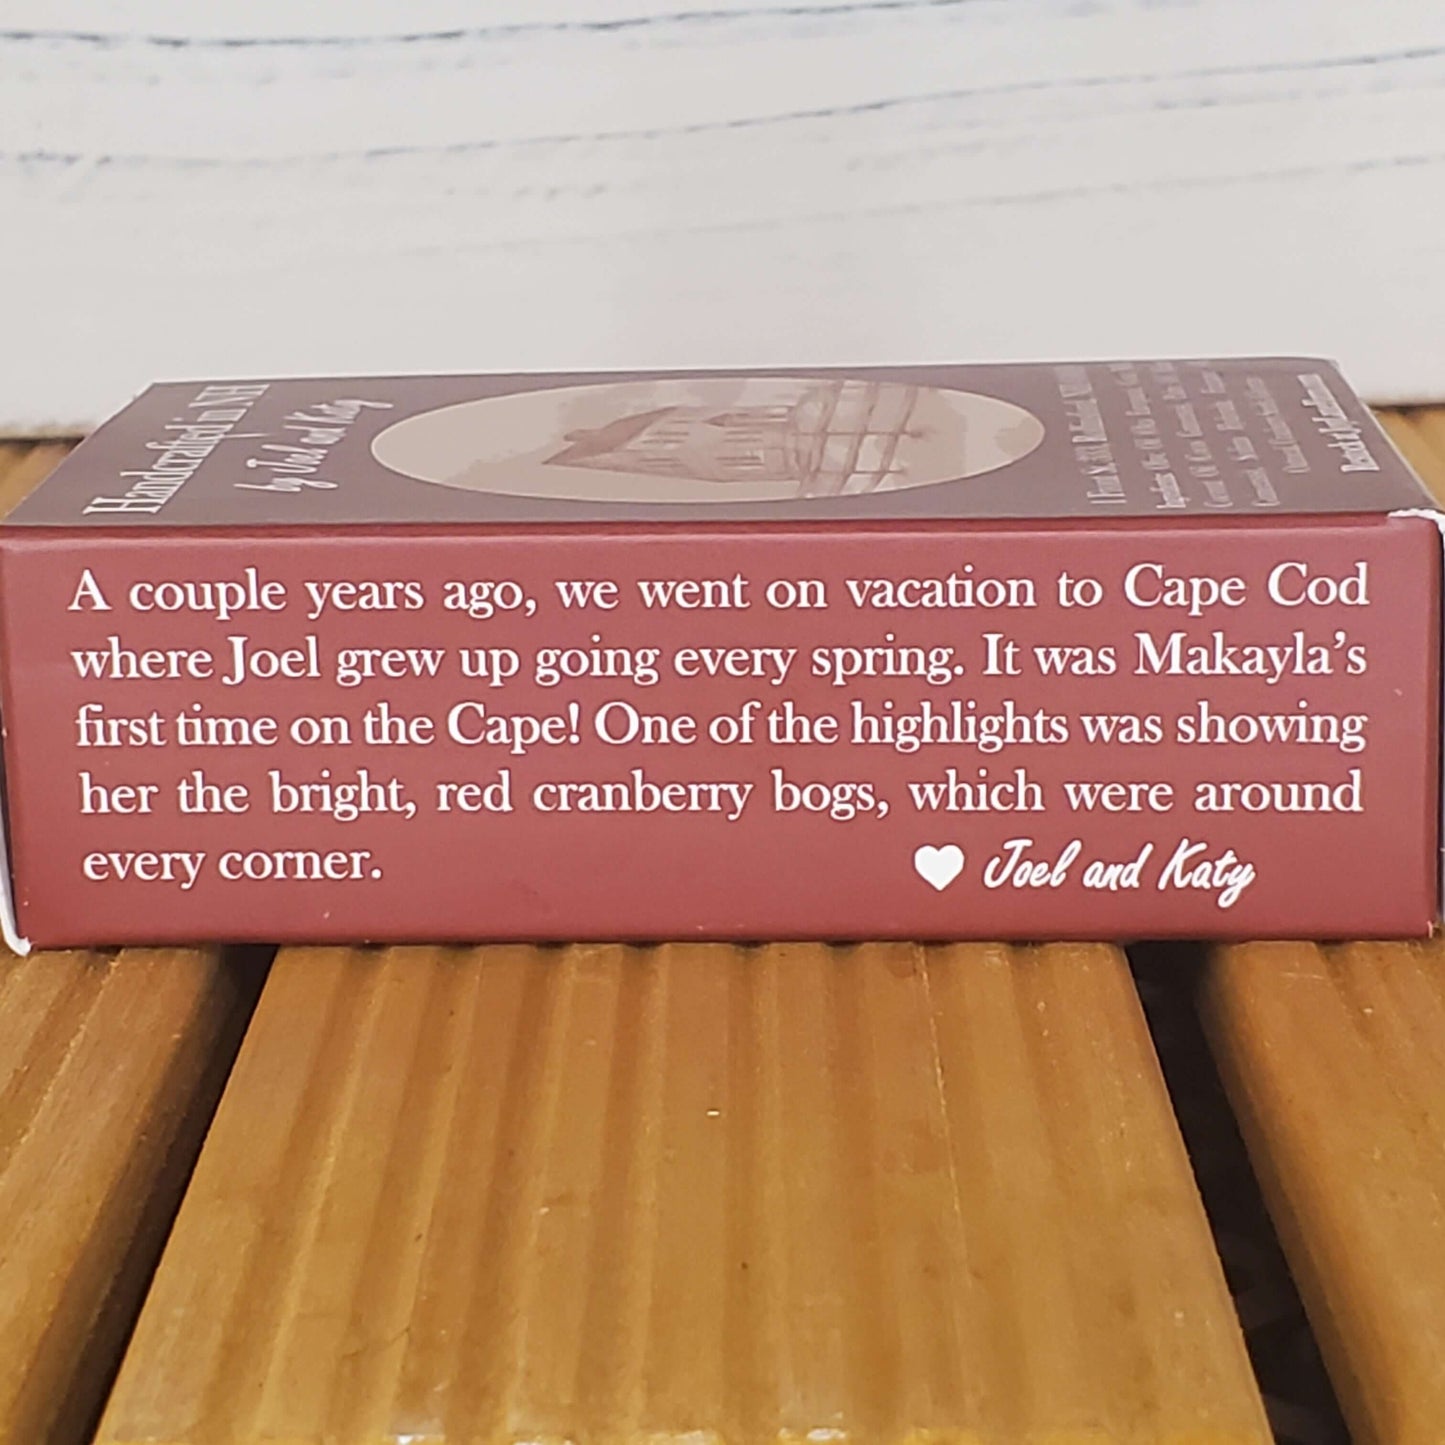 Handcrafted in NH
by Joel and Katy
A couple years ago, we went on vacation to Cape Cod
where Joel grew up going every spring. It was Makayla's
first time on the Cape! One of the highlights was showing
her the bright, red cranberry bogs, which were around
every corner.
♥ Joel and Katy